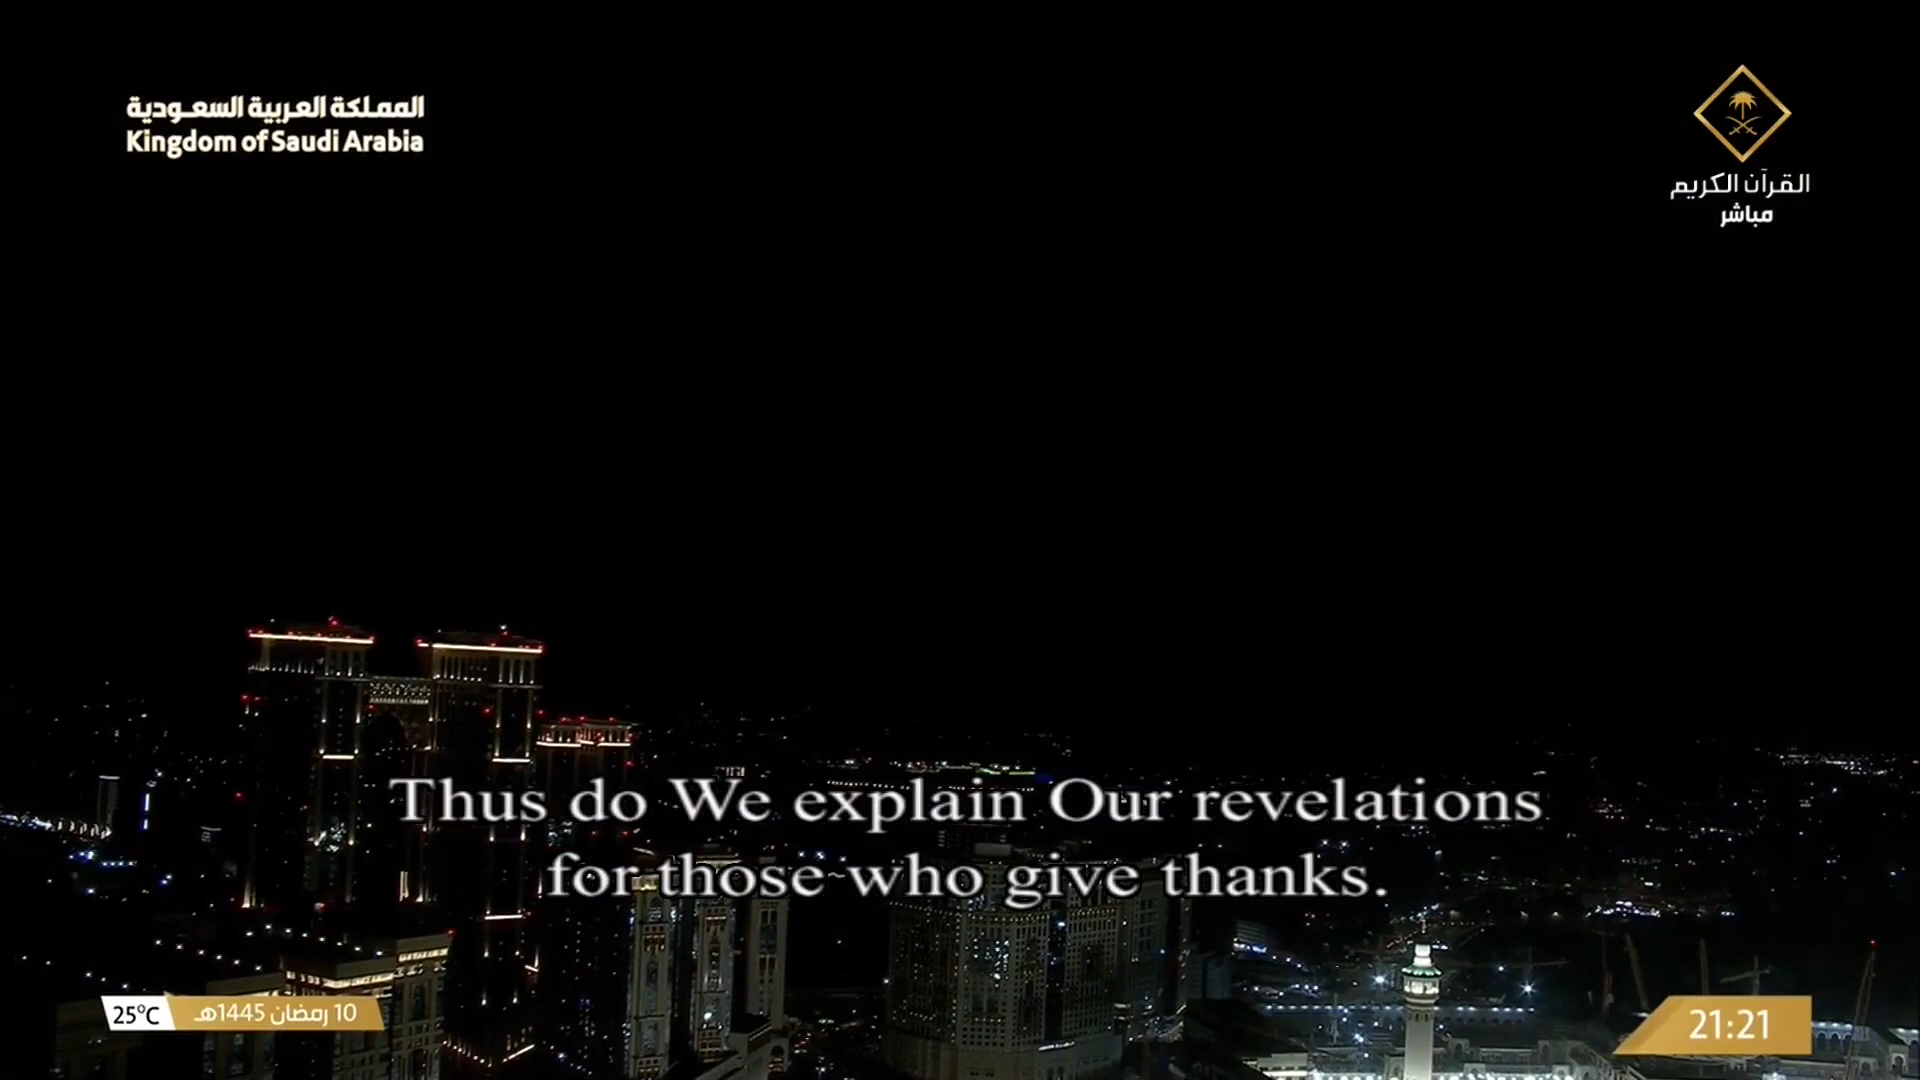 المملكة العربية السعودية
Kingdom of Saudi Arabia
القرآن الكريم
مباشر
Thus do We explain Our revelations
for those who give thanks.
25°C
10 رمضان 1445هـ
21:21